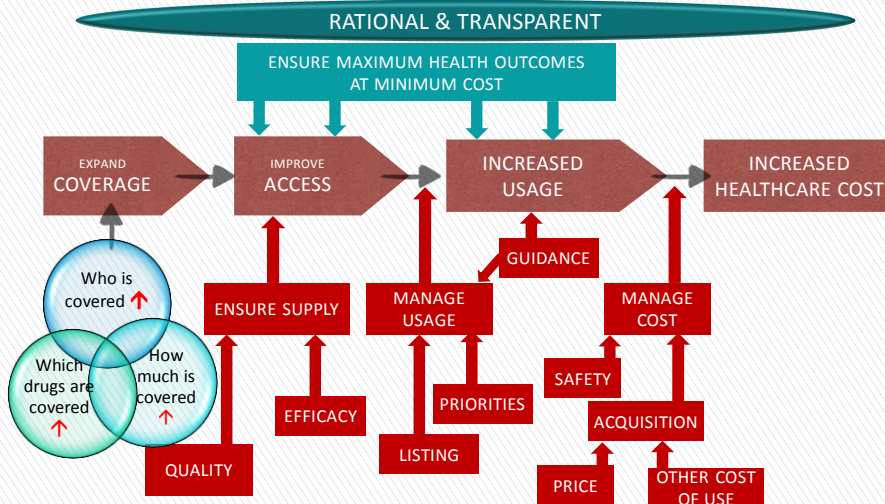 RATIONAL & TRANSPARENT
ENSURE MAXIMUM HEALTH OUTCOMES
AT MINIMUM COST
EXPAND
COVERAGE
IMPROVE
ACCESS
INCREASED
USAGE
INCREASED
HEALTHCARE COST
Who is
covered
Which
drugs are
covered
How
much is
covered
ENSURE SUPPLY
MANAGE
USAGE
GUIDANCE
MANAGE
COST
QUALITY
EFFICACY
LISTING
PRIORITIES
SAFETY
ACQUISITION
PRICE
OTHER COST
OF USE